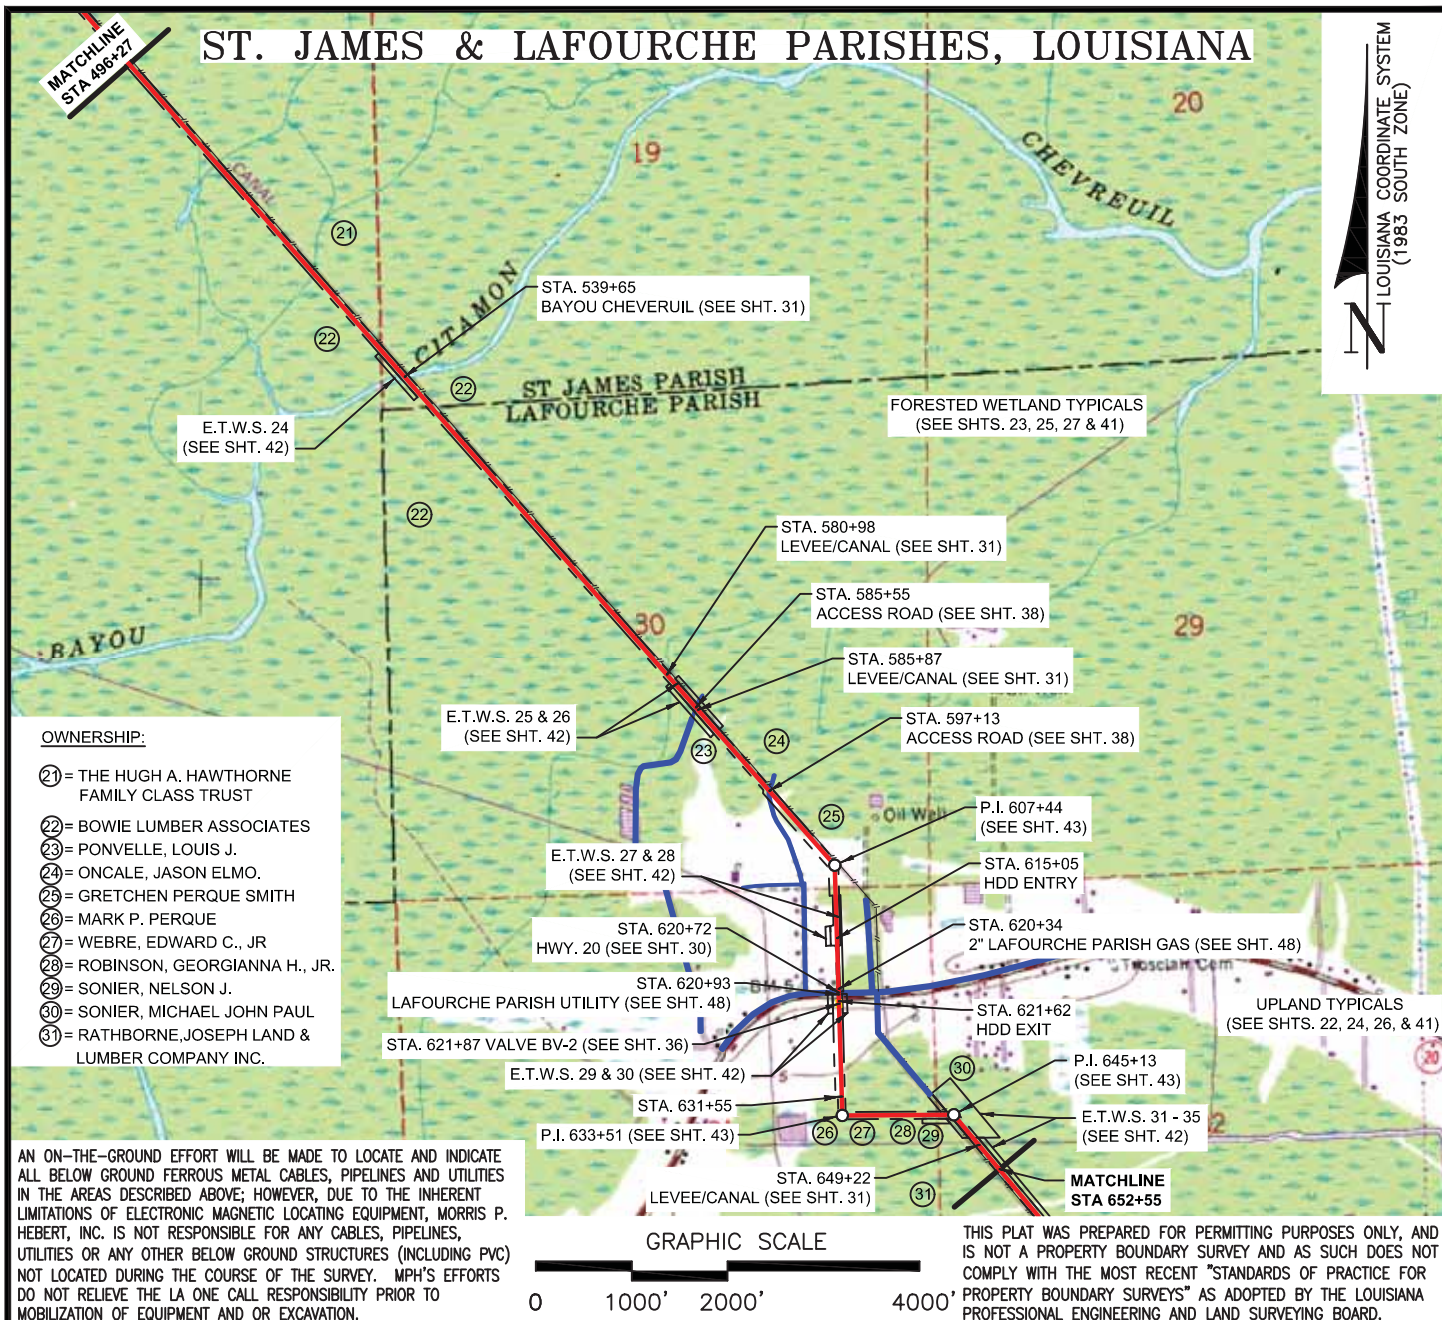 ST. JAMES & LAFOURCHE PARISHES, LOUISIANA
MATCHLINE
STA 496+27
LOUISIANA COORDINATE SYSTEM
(1983 SOUTH ZONE)
N
20
19
CHEVREUIL
CANAL
21
CITAMON
STA. 539+65
BAYOU CHEVERUIL (SEE SHT. 31)
22
22
ST JAMES PARISH
LAFOURCHE PARISH
E.T.W.S. 24
(SEE SHT. 42)
FORESTED WETLAND TYPICALS
(SEE SHTS. 23, 25, 27 & 41)
22
STA. 580+98
LEVEE/CANAL (SEE SHT. 31)
STA. 585+55
ACCESS ROAD (SEE SHT. 38)
30
29
BAYOU
STA. 585+87
LEVEE/CANAL (SEE SHT. 31)
E.T.W.S. 25 & 26
(SEE SHT. 42)
STA. 597+13
ACCESS ROAD (SEE SHT. 38)
23
24
25
Oil Well
P.I. 607+44
(SEE SHT. 43)
E.T.W.S. 27 & 28
(SEE SHT. 42)
STA. 615+05
HDD ENTRY
STA. 620+72
HWY. 20 (SEE SHT. 30)
STA. 620+34
2" LAFOURCHE PARISH GAS (SEE SHT. 48)
STA. 620+93
LAFOURCHE PARISH UTILITY (SEE SHT. 48)
STA. 621+62
HDD EXIT
UPLAND TYPICALS
(SEE SHTS. 22, 24, 26, & 41)
STA. 621+87 VALVE BV-2 (SEE SHT. 36)
20
E.T.W.S. 29 & 30 (SEE SHT. 42)
5
30
P.I. 645+13
(SEE SHT. 43)
STA. 631+55
P.I. 633+51 (SEE SHT. 43)
26
27
28
29
E.T.W.S. 31 - 35
(SEE SHT. 42)
STA. 649+22
LEVEE/CANAL (SEE SHT. 31)
31
MATCHLINE
STA 652+55
OWNERSHIP:
21 = THE HUGH A. HAWTHORNE
FAMILY CLASS TRUST
22 = BOWIE LUMBER ASSOCIATES
23 = PONVELLE, LOUIS J.
24 = ONCALE, JASON ELMO.
25 = GRETCHEN PERQUE SMITH
26 = MARK P. PERQUE
27 = WEBRE, EDWARD C., JR
28 = ROBINSON, GEORGIANNA H., JR.
29 = SONIER, NELSON J.
30 = SONIER, MICHAEL JOHN PAUL
31 = RATHBORNE,JOSEPH LAND &
LUMBER COMPANY INC.
AN ON-THE-GROUND EFFORT WILL BE MADE TO LOCATE AND INDICATE
ALL BELOW GROUND FERROUS METAL CABLES, PIPELINES AND UTILITIES
IN THE AREAS DESCRIBED ABOVE; HOWEVER, DUE TO THE INHERENT
LIMITATIONS OF ELECTRONIC MAGNETIC LOCATING EQUIPMENT, MORRIS P.
HEBERT, INC. IS NOT RESPONSIBLE FOR ANY CABLES, PIPELINES,
UTILITIES OR ANY OTHER BELOW GROUND STRUCTURES (INCLUDING PVC)
NOT LOCATED DURING THE COURSE OF THE SURVEY. MPH'S EFFORTS
DO NOT RELIEVE THE LA ONE CALL RESPONSIBILITY PRIOR TO
MOBILIZATION OF EQUIPMENT AND OR EXCAVATION.
GRAPHIC SCALE
0 1000' 2000' 4000'
THIS PLAT WAS PREPARED FOR PERMITTING PURPOSES ONLY, AND
IS NOT A PROPERTY BOUNDARY SURVEY AND AS SUCH DOES NOT
COMPLY WITH THE MOST RECENT "STANDARDS OF PRACTICE FOR
PROPERTY BOUNDARY SURVEYS" AS ADOPTED BY THE LOUISIANA
PROFESSIONAL ENGINEERING AND LAND SURVEYING BOARD.